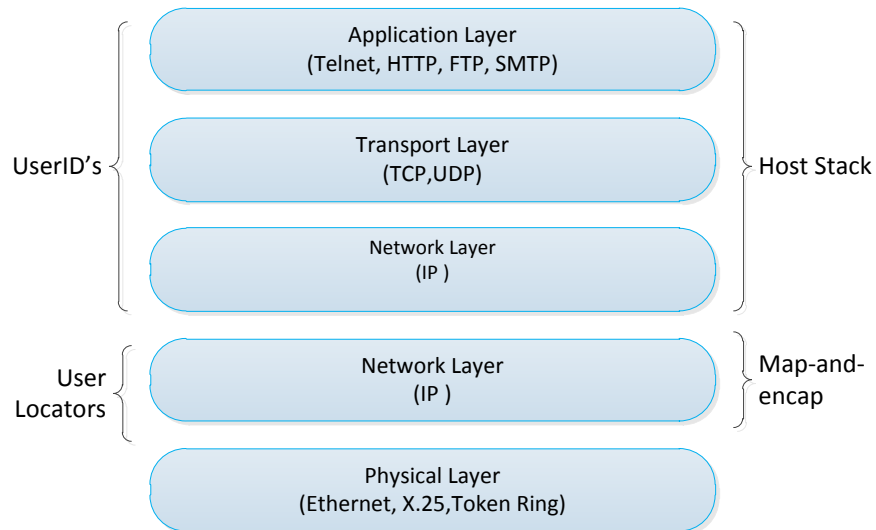 Application Layer
(Telnet, HTTP, FTP, SMTP)
Transport Layer
(TCP,UDP)
UserID's
Host Stack
Network Layer
(IP )
Network Layer
(IP )
User
Locators
Map-and-
encap
Physical Layer
(Ethernet, X.25,Token Ring)